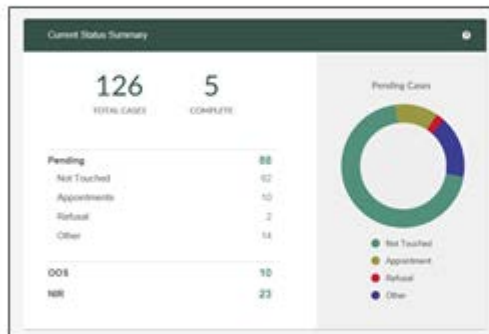 Current Status Summary
126
5
TOTAL CASES
COMPLETE
Pending 88
Not Touched 62
Appointments 10
Refusal 2
Other 14
OOS 10
NIR 23
Pending Cases
Not Touched
Appointment
Refusal
Other